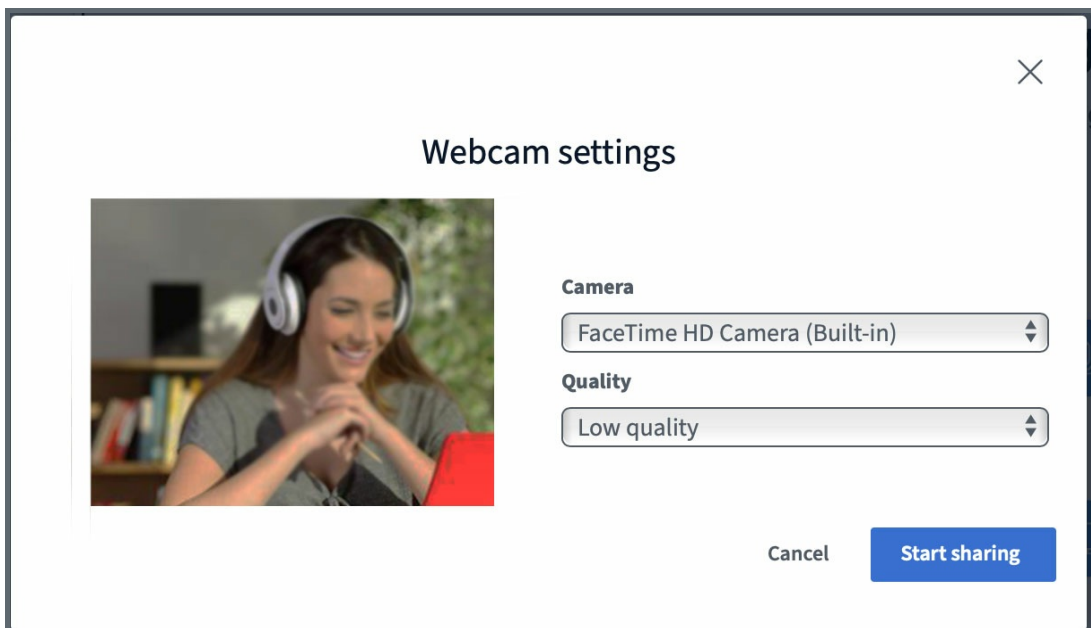 Webcam settings
Camera
FaceTime HD Camera (Built-in)
Quality
Low quality
Cancel
Start sharing